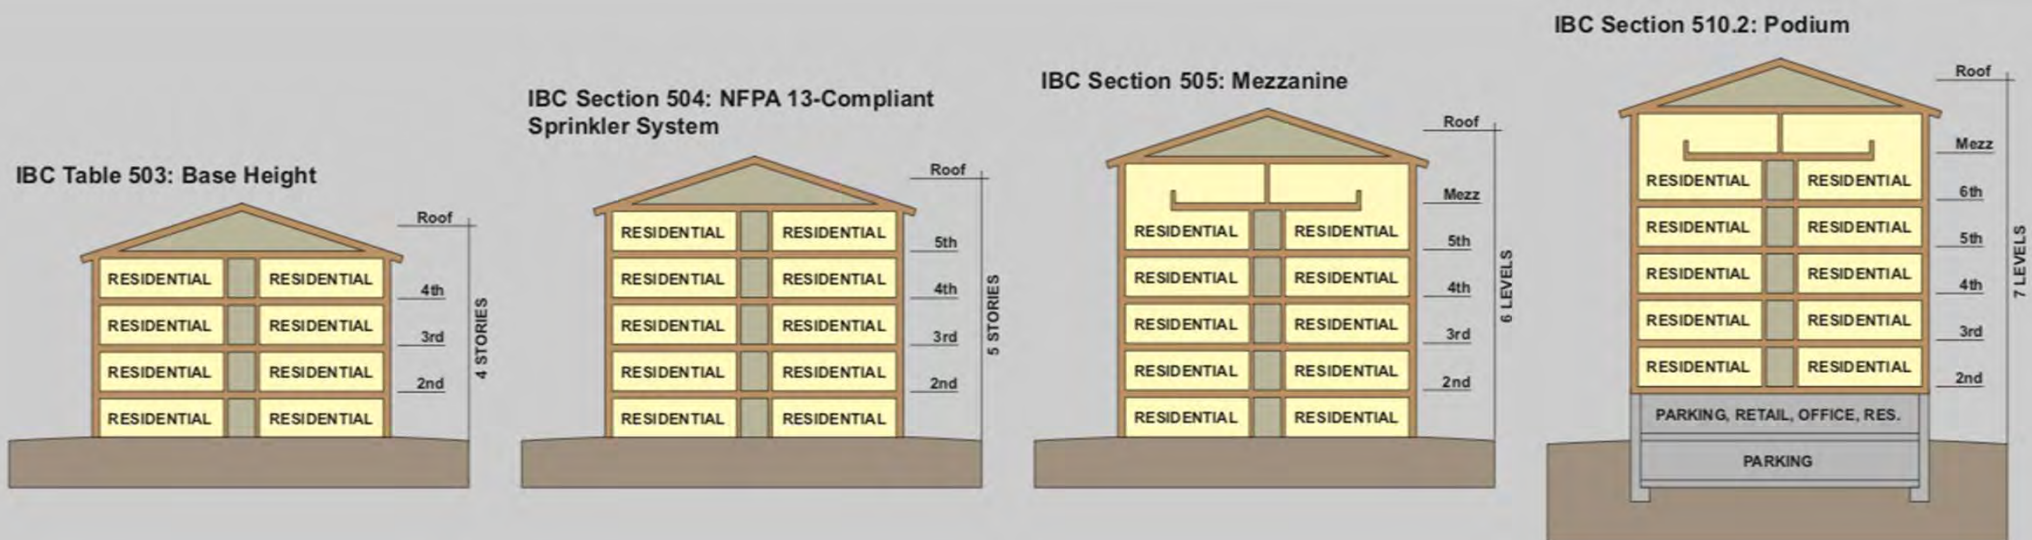 IBC Table 503: Base Height
Roof
RESIDENTIAL RESIDENTIAL
4th
RESIDENTIAL RESIDENTIAL
3rd
RESIDENTIAL RESIDENTIAL
2nd
RESIDENTIAL RESIDENTIAL
4 STORIES
IBC Section 504: NFPA 13-Compliant
Sprinkler System
Roof
RESIDENTIAL RESIDENTIAL
5th
RESIDENTIAL RESIDENTIAL
4th
RESIDENTIAL RESIDENTIAL
3rd
RESIDENTIAL RESIDENTIAL
2nd
RESIDENTIAL RESIDENTIAL
5 STORIES
IBC Section 505: Mezzanine
Roof
Mezz
RESIDENTIAL RESIDENTIAL
5th
RESIDENTIAL RESIDENTIAL
4th
RESIDENTIAL RESIDENTIAL
3rd
RESIDENTIAL RESIDENTIAL
2nd
RESIDENTIAL RESIDENTIAL
6 LEVELS
IBC Section 510.2: Podium
Roof
Mezz
RESIDENTIAL RESIDENTIAL
6th
RESIDENTIAL RESIDENTIAL
5th
RESIDENTIAL RESIDENTIAL
4th
RESIDENTIAL RESIDENTIAL
3rd
RESIDENTIAL RESIDENTIAL
2nd
PARKING, RETAIL, OFFICE, RES.
PARKING
7 LEVELS